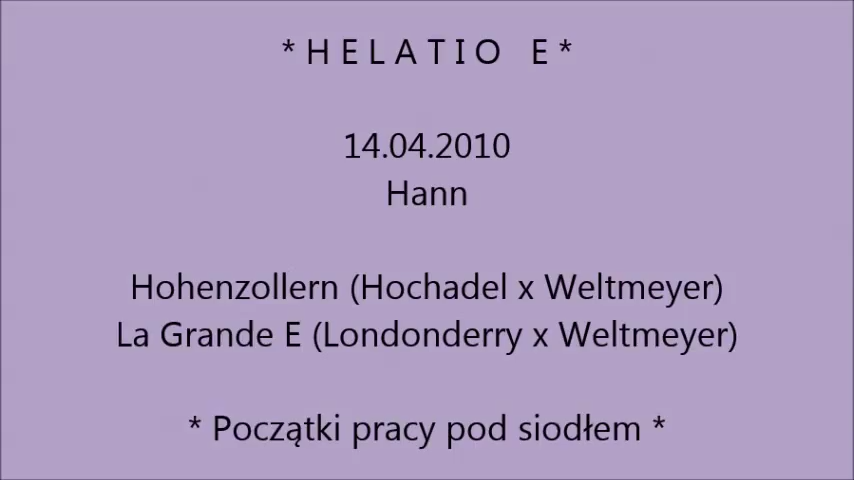 * H E L A T I O   E *
14.04.2010
Hann
Hohenzollern (Hochadel x Weltmeyer)
La Grande E (Londonderry x Weltmeyer)
* Początki pracy pod siodłem *